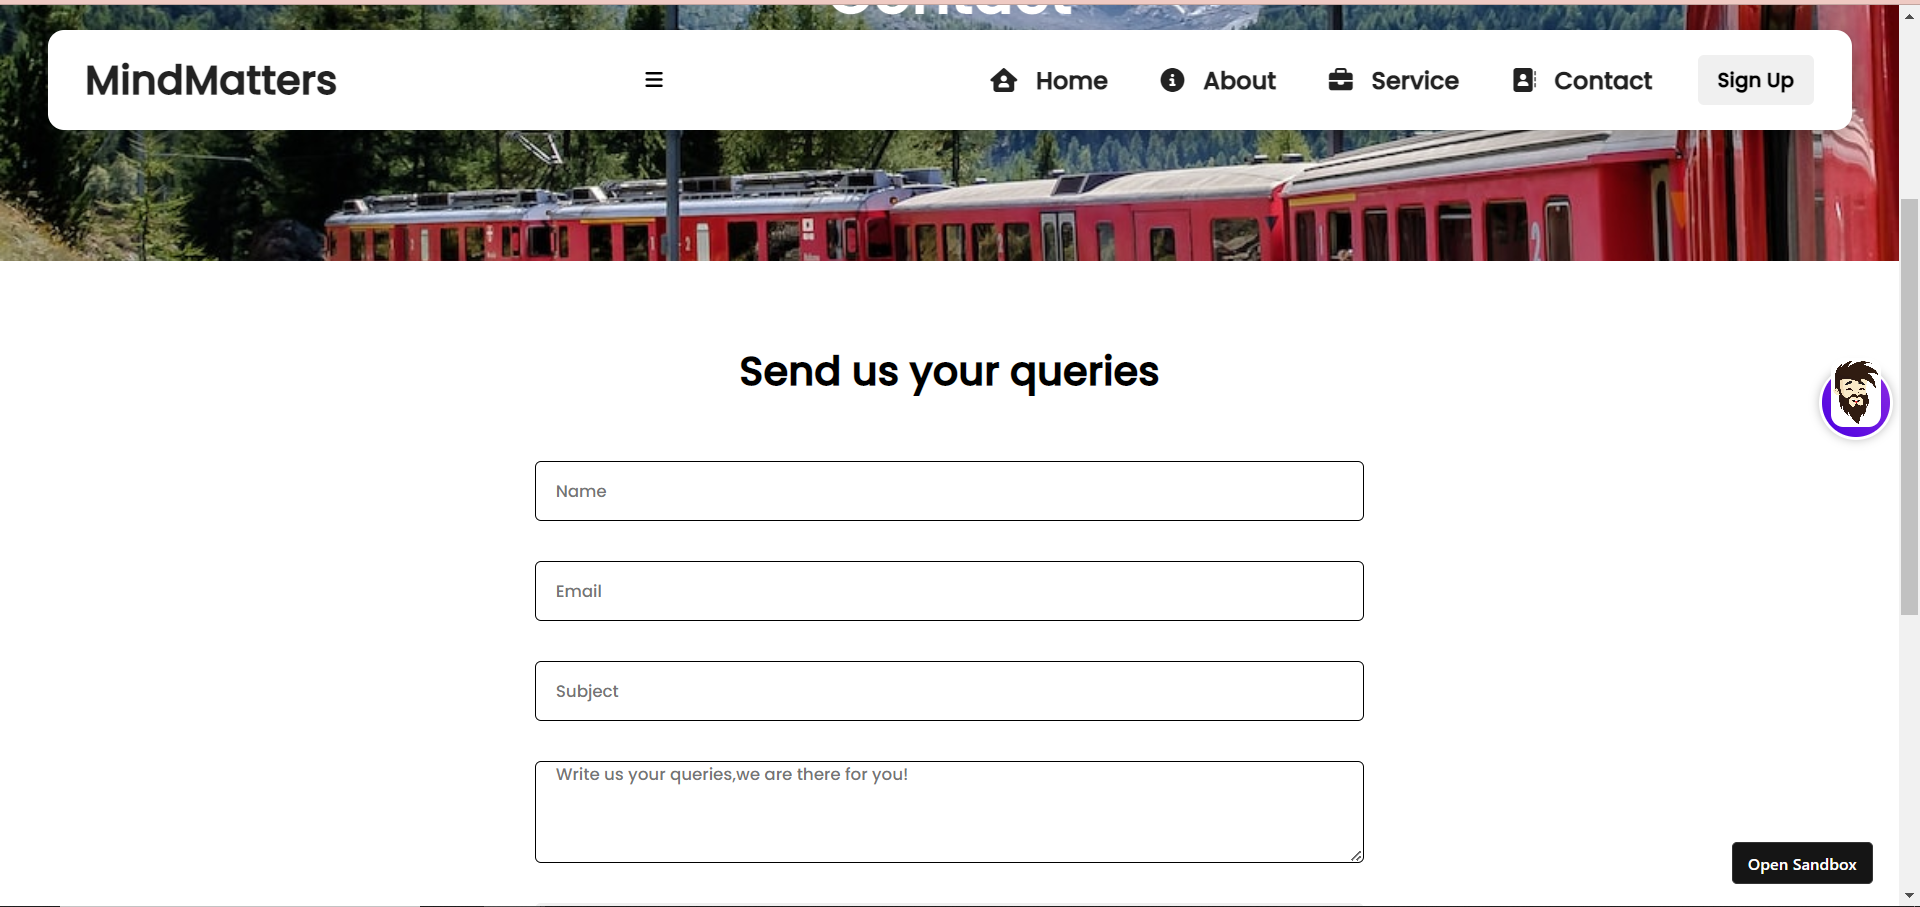 Contact
MindMatters
Home
About
Service
Contact
Sign Up
Send us your queries
Name
Email
Subject
Write us your queries,we are there for you!
Open Sandbox